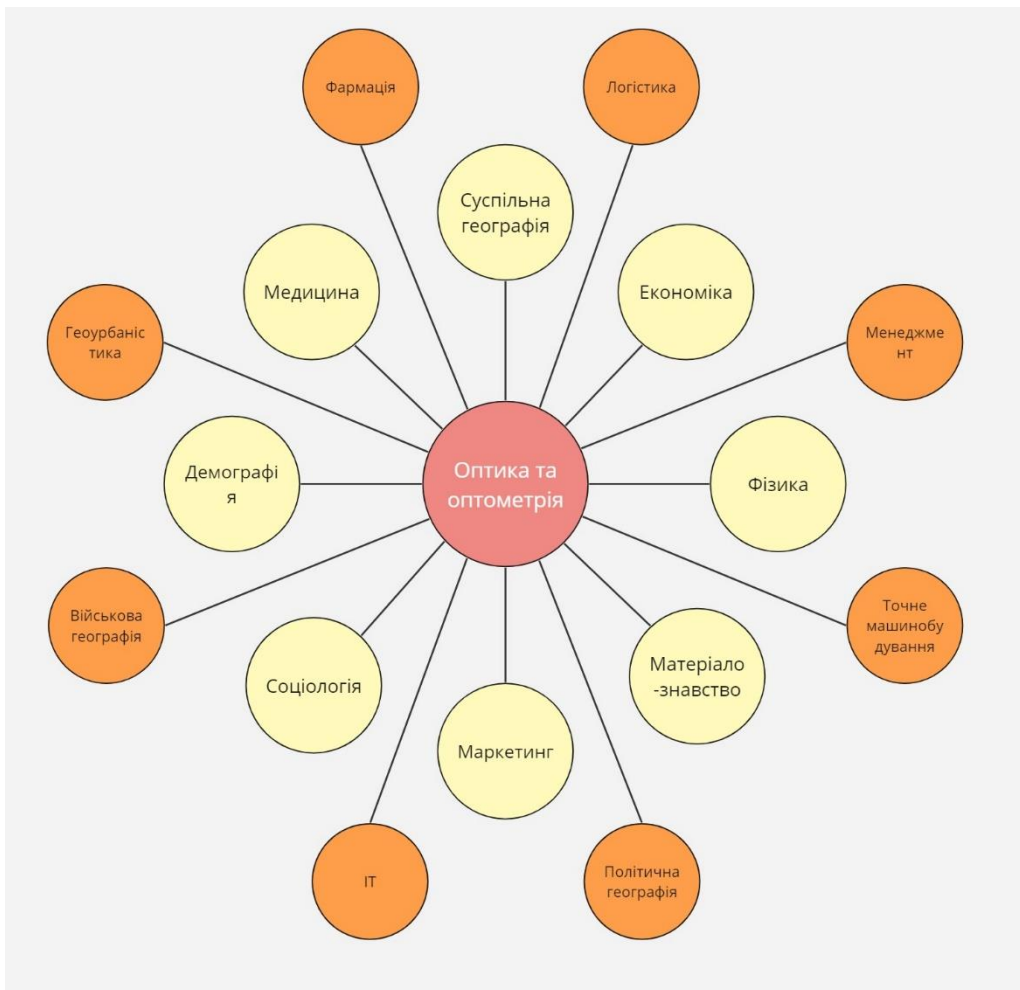 Фармація
Логістика
Суспільна
географія
Медицина
Економіка
Геоурбаніс
тика
Менеджме
нт
Демографі
я
Оптика та
оптометрія
Фізика
Військова
географія
Точне
машинобу
дування
Соціологія
Матеріало
-знавство
Маркетинг
ІТ
Політична
географія